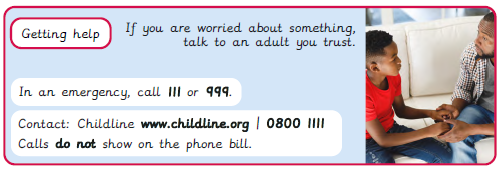 Getting help
If you are worried about something,
talk to an adult you trust.
In an emergency, call 111 or 999.
Contact: Childline www.childline.org | 0800 1111
Calls do not show on the phone bill.